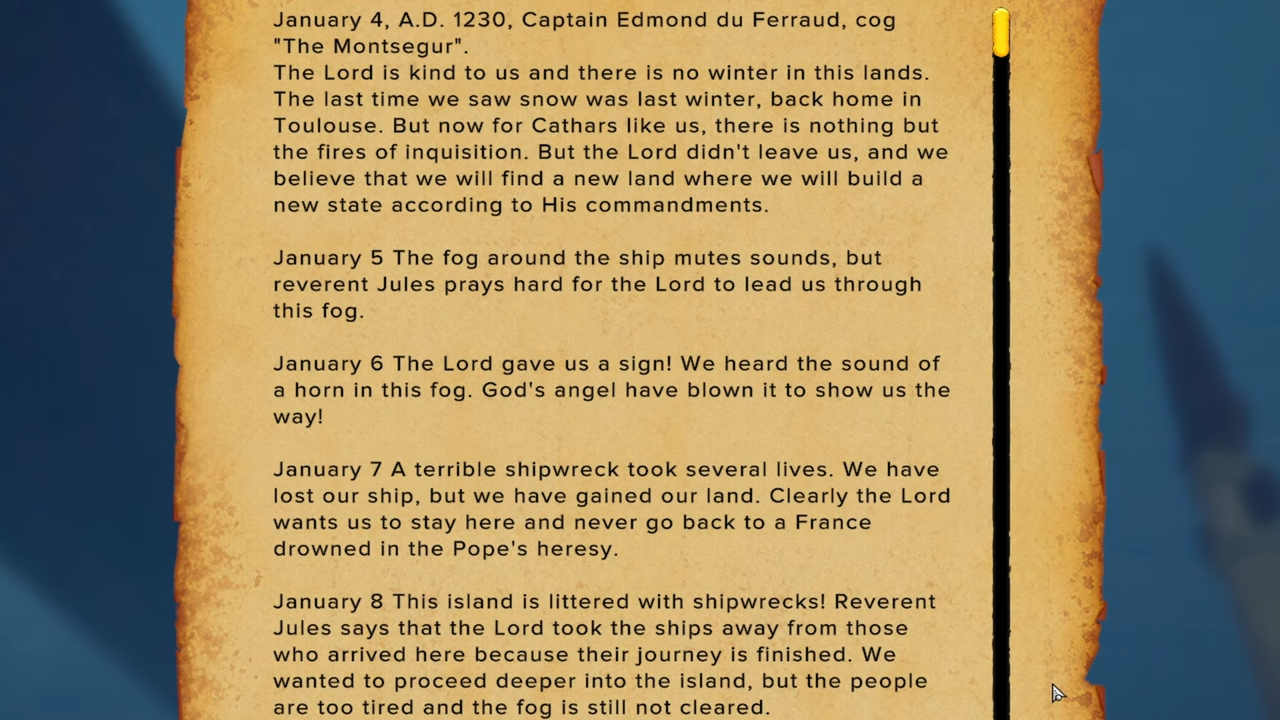 January 4, A.D. 1230, Captain Edmond du Ferraud, cog
"The Montsegur".
The Lord is kind to us and there is no winter in this lands.
The last time we saw snow was last winter, back home in
Toulouse. But now for Cathars like us, there is nothing but
the fires of inquisition. But the Lord didn't leave us, and we
believe that we will find a new land where we will build a
new state according to His commandments.
January 5 The fog around the ship mutes sounds, but
reverent Jules prays hard for the Lord to lead us through
this fog.
January 6 The Lord gave us a sign! We heard the sound of
a horn in this fog. God's angel have blown it to show us the
way!
January 7 A terrible shipwreck took several lives. We have
lost our ship, but we have gained our land. Clearly the Lord
wants us to stay here and never go back to a France
drowned in the Pope's heresy.
January 8 This island is littered with shipwrecks! Reverent
Jules says that the Lord took the ships away from those
who arrived here because their journey is finished. We
wanted to proceed deeper into the island, but the people
are too tired and the fog is still not cleared.